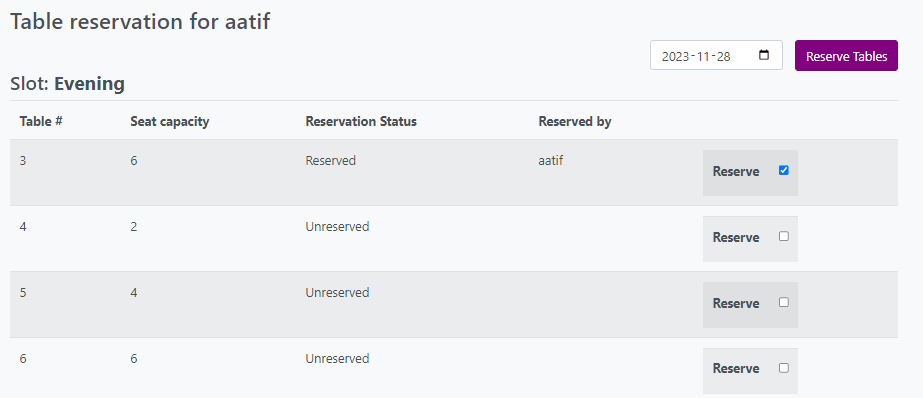 Table reservation for aatif
2023-11-28 Reserve Tables
Slot: Evening
Table # Seat capacity Reservation Status Reserved by
3 6 Reserved aatif Reserve
4 2 Unreserved Reserve
5 4 Unreserved Reserve
6 6 Unreserved Reserve